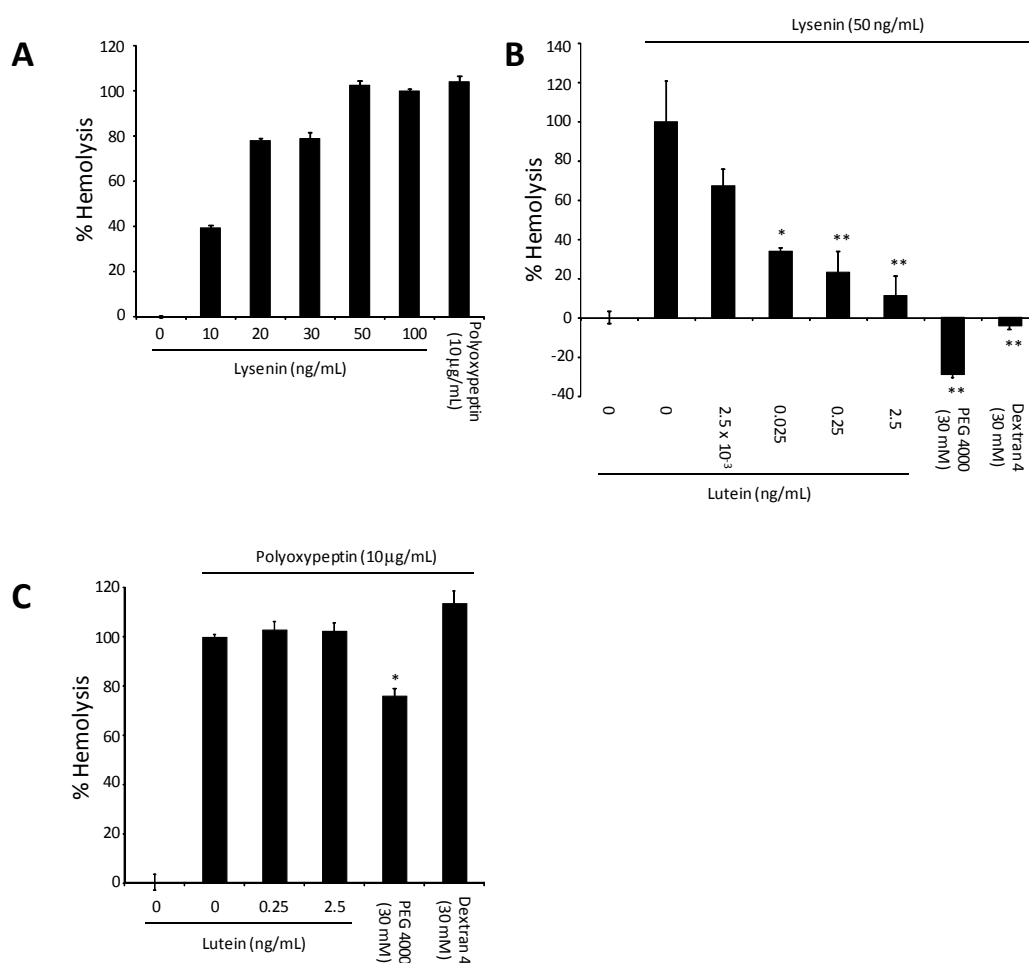 A
% Hemolysis
120
100
80
60
40
20
0
0 10 20 30 50 100
Lysenin (ng/mL)
Polyoxypeptin
(10µg/mL)
B
Lysenin (50 ng/mL)
% Hemolysis
140
120
100
80
60
40
20
0
-20
-40
* ** ** ** **
0 0 2.5 x 10-3 0.025 0.25 2.5
Lutein (ng/mL)
PEG 4000
(30 mM)
Dextran 4
(30 mM)
C
Polyoxypeptin (10µg/mL)
% Hemolysis
120
100
80
60
40
20
0
*
0 0 0.25 2.5
Lutein (ng/mL)
PEG 4000
(30 mM)
Dextran 4
(30 mM)